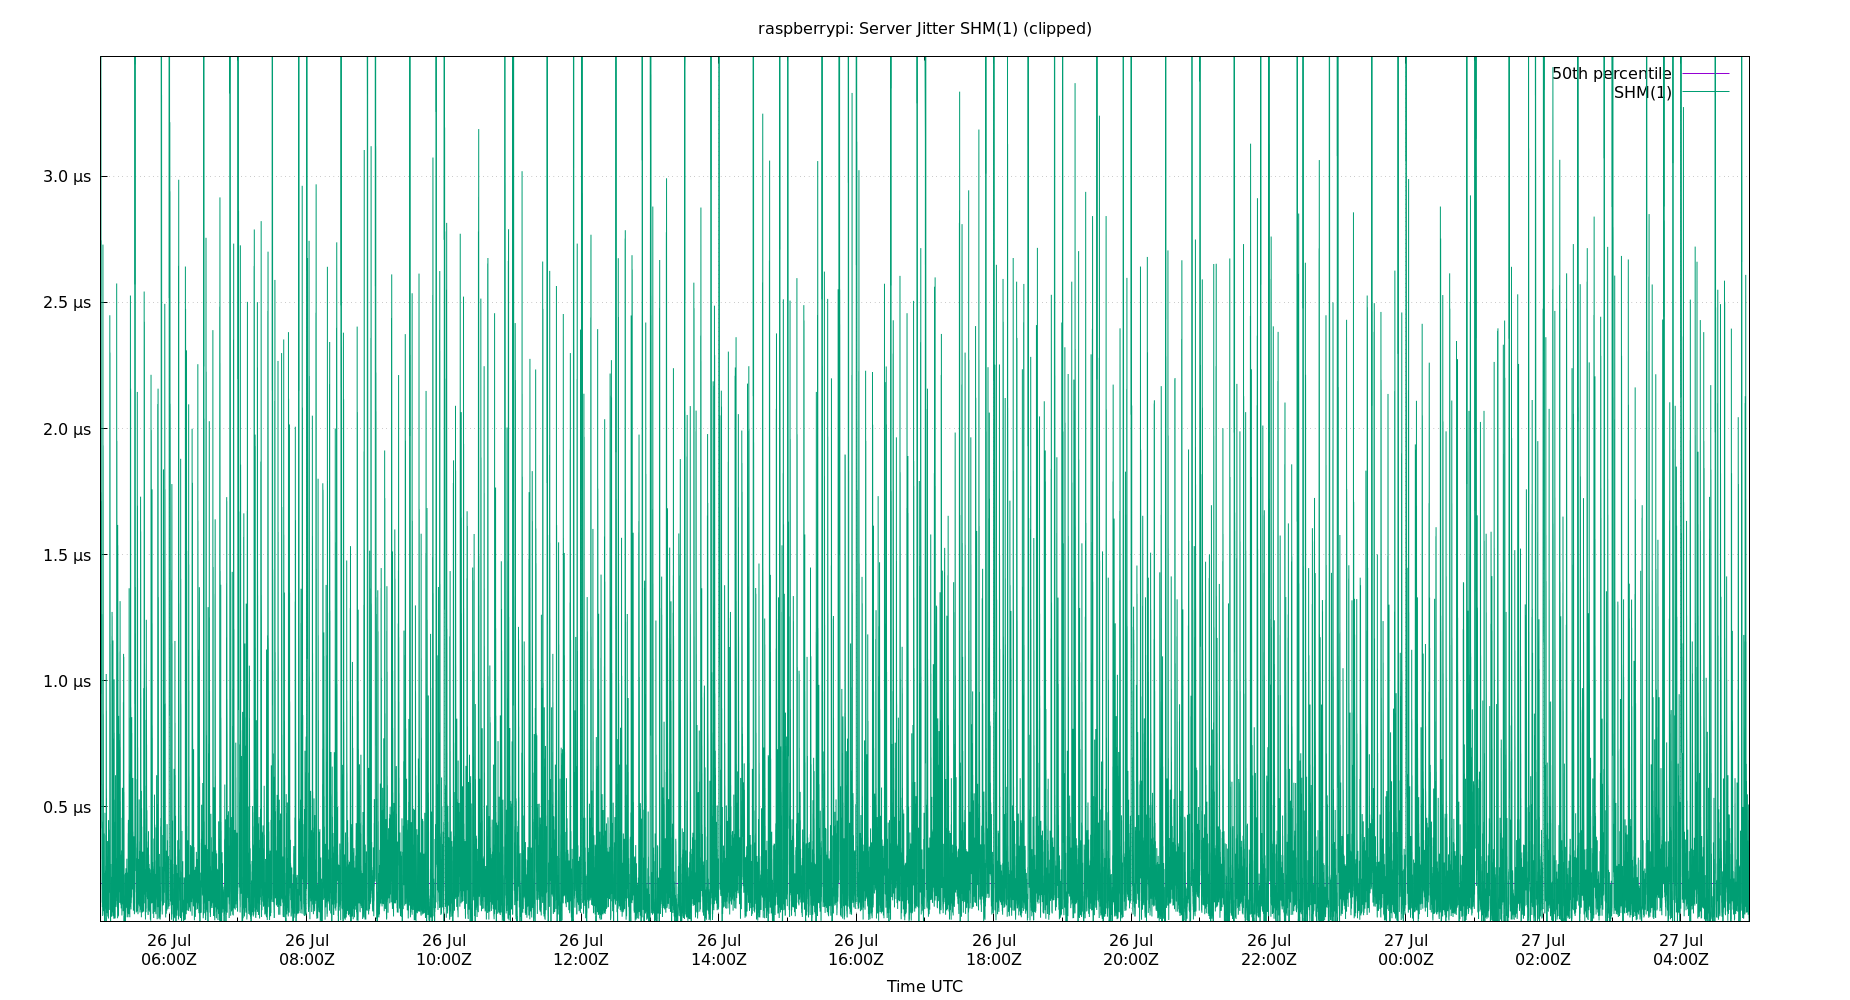 raspberrypi: Server Jitter SHM(1) (clipped)
50th percentile
SHM(1)
3.0 µs
2.5 µs
2.0 µs
1.5 µs
1.0 µs
0.5 µs
26 Jul 26 Jul 26 Jul 26 Jul 26 Jul 26 Jul 26 Jul 26 Jul 26 Jul 27 Jul 27 Jul 27 Jul
06:00Z 08:00Z 10:00Z 12:00Z 14:00Z 16:00Z 18:00Z 20:00Z 22:00Z 00:00Z 02:00Z 04:00Z
Time UTC